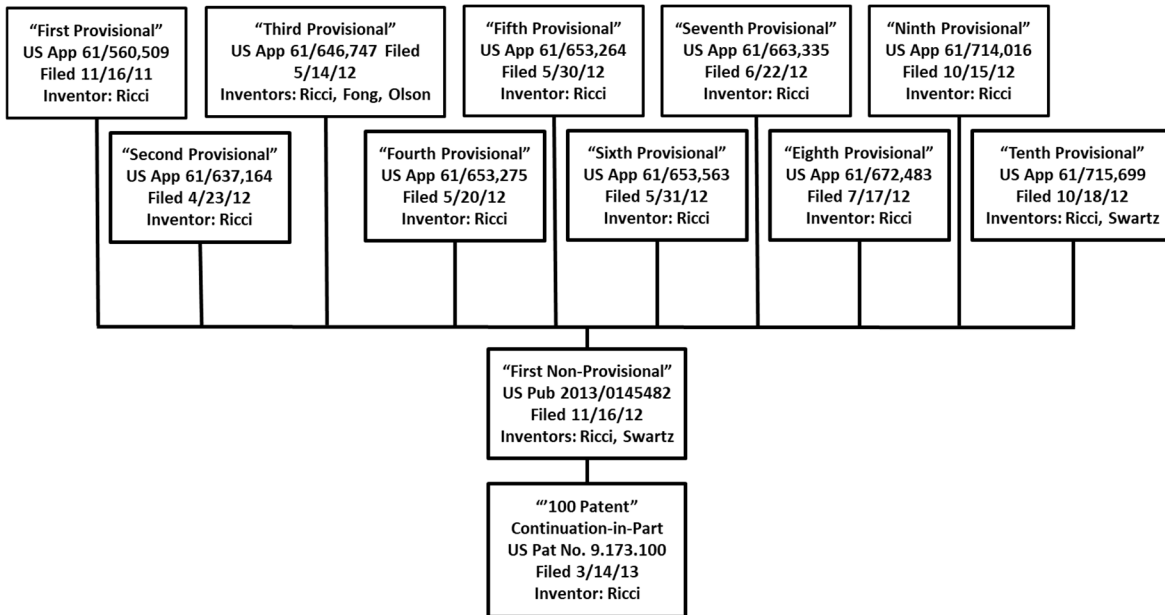 “First Provisional”
US App 61/560,509
Filed 11/16/11
Inventor: Ricci
“Third Provisional”
US App 61/646,747 Filed
5/14/12
Inventors: Ricci, Fong, Olson
“Fifth Provisional”
US App 61/653,264
Filed 5/30/12
Inventor: Ricci
“Seventh Provisional”
US App 61/663,335
Filed 6/22/12
Inventor: Ricci
“Ninth Provisional”
US App 61/714,016
Filed 10/15/12
Inventor: Ricci
“Second Provisional”
US App 61/637,164
Filed 4/23/12
Inventor: Ricci
“Fourth Provisional”
US App 61/653,275
Filed 5/20/12
Inventor: Ricci
“Sixth Provisional”
US App 61/653,563
Filed 5/31/12
Inventor: Ricci
“Eighth Provisional”
US App 61/672,483
Filed 7/17/12
Inventor: Ricci
“Tenth Provisional”
US App 61/715,699
Filed 10/18/12
Inventors: Ricci, Swartz
“First Non-Provisional”
US Pub 2013/0145482
Filed 11/16/12
Inventors: Ricci, Swartz
“’100 Patent”
Continuation-in-Part
US Pat No. 9.173.100
Filed 3/14/13
Inventor: Ricci